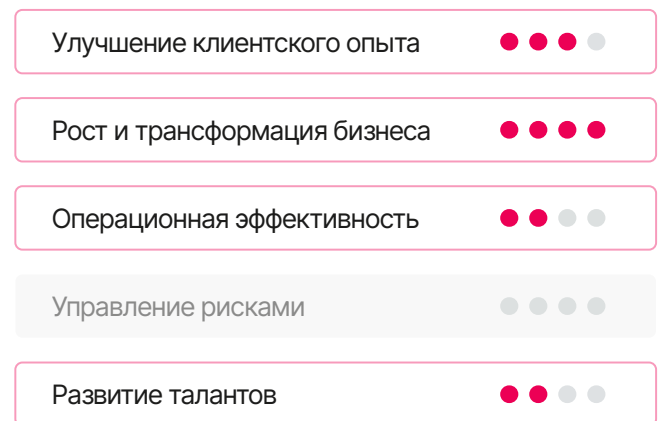 Улучшение клиентского опыта
Рост и трансформация бизнеса
Операционная эффективность
Управление рисками
Развитие талантов